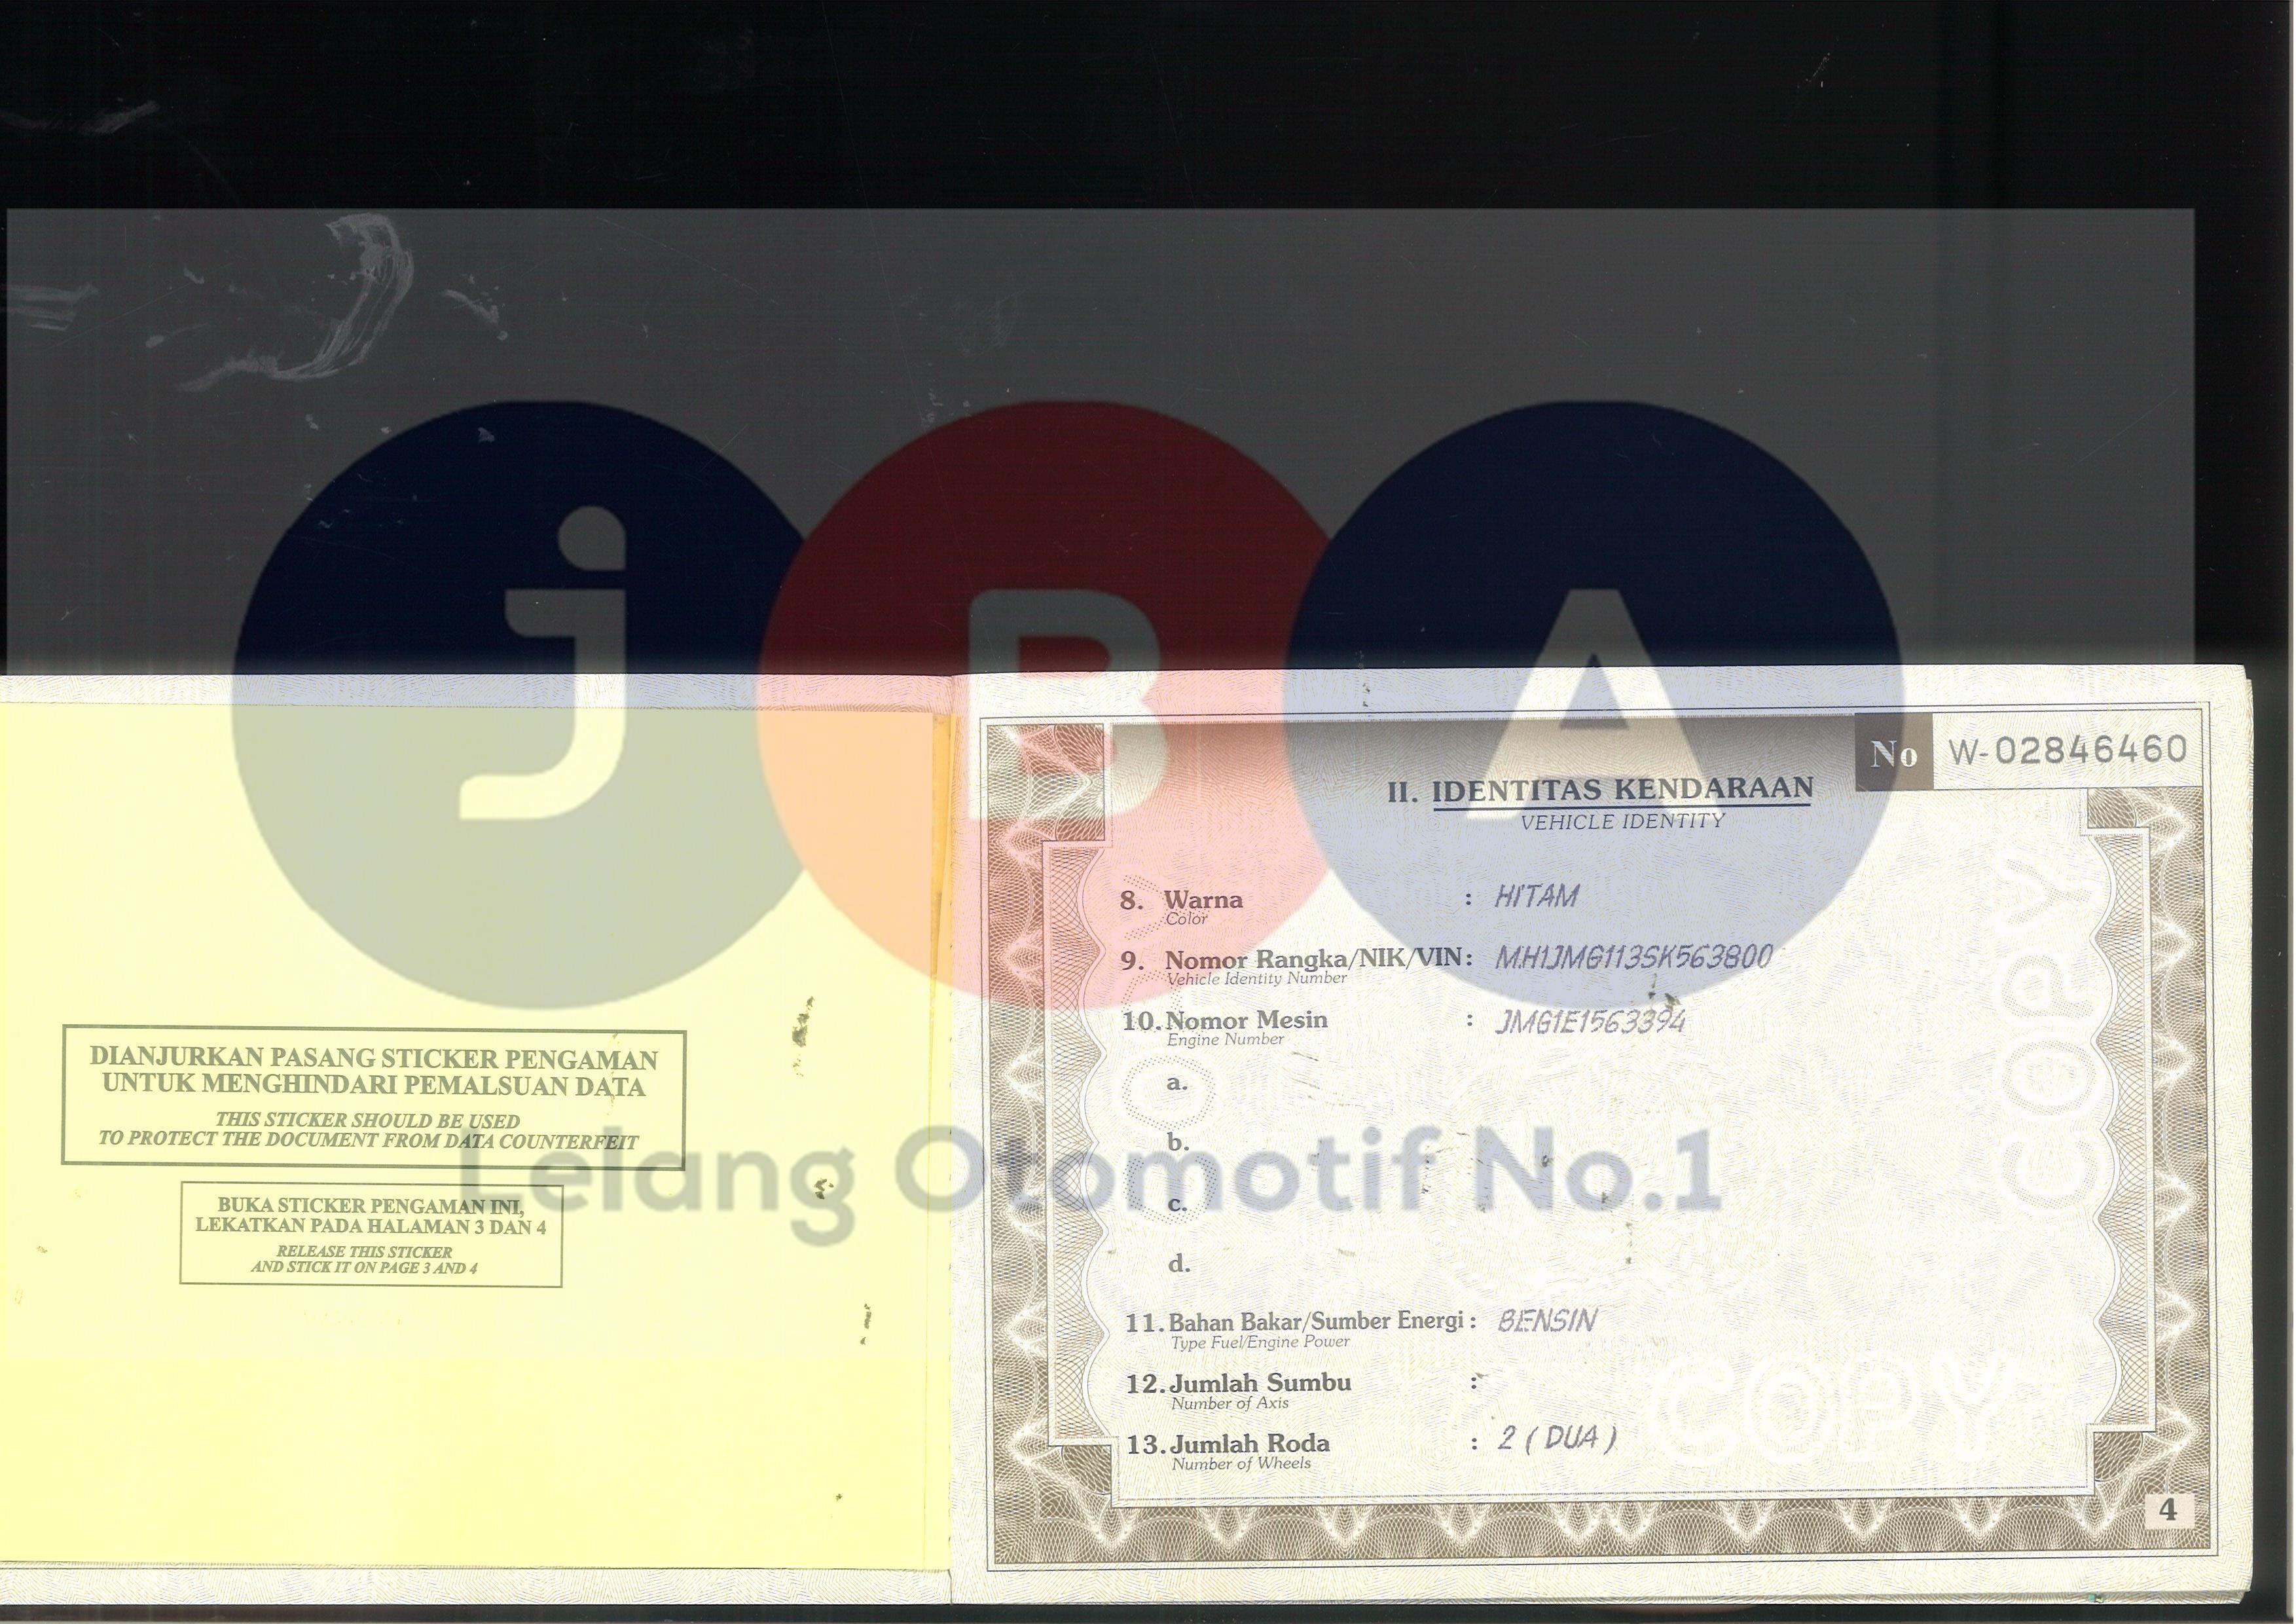 jBA
Lelang Otomotif No.1
DIANJURKAN PASANG STICKER PENGAMAN
UNTUK MENGHINDARI PEMALSUAN DATA
THIS STICKER SHOULD BE USED
TO PROTECT THE DOCUMENT FROM DATA COUNTERFEIT
BUKA STICKER PENGAMAN INI,
LEKATKAN PADA HALAMAN 3 DAN 4
RELEASE THIS STICKER
AND STICK IT ON PAGE 3 AND 4
No W-02846460
II. IDENTITAS KENDARAAN
VEHICLE IDENTITY
8. Warna : HITAM
Color
9. Nomor Rangka/NIK/VIN : MH1JMG113SK563800
Vehicle Identity Number
10. Nomor Mesin : JMG1E1563394
Engine Number
a.
b.
c.
d.
11. Bahan Bakar/Sumber Energi : BENSIN
Type Fuel/Engine Power
12. Jumlah Sumbu :
Number of Axis
13. Jumlah Roda : 2 ( DUA )
Number of Wheels
COPY
COPY
4